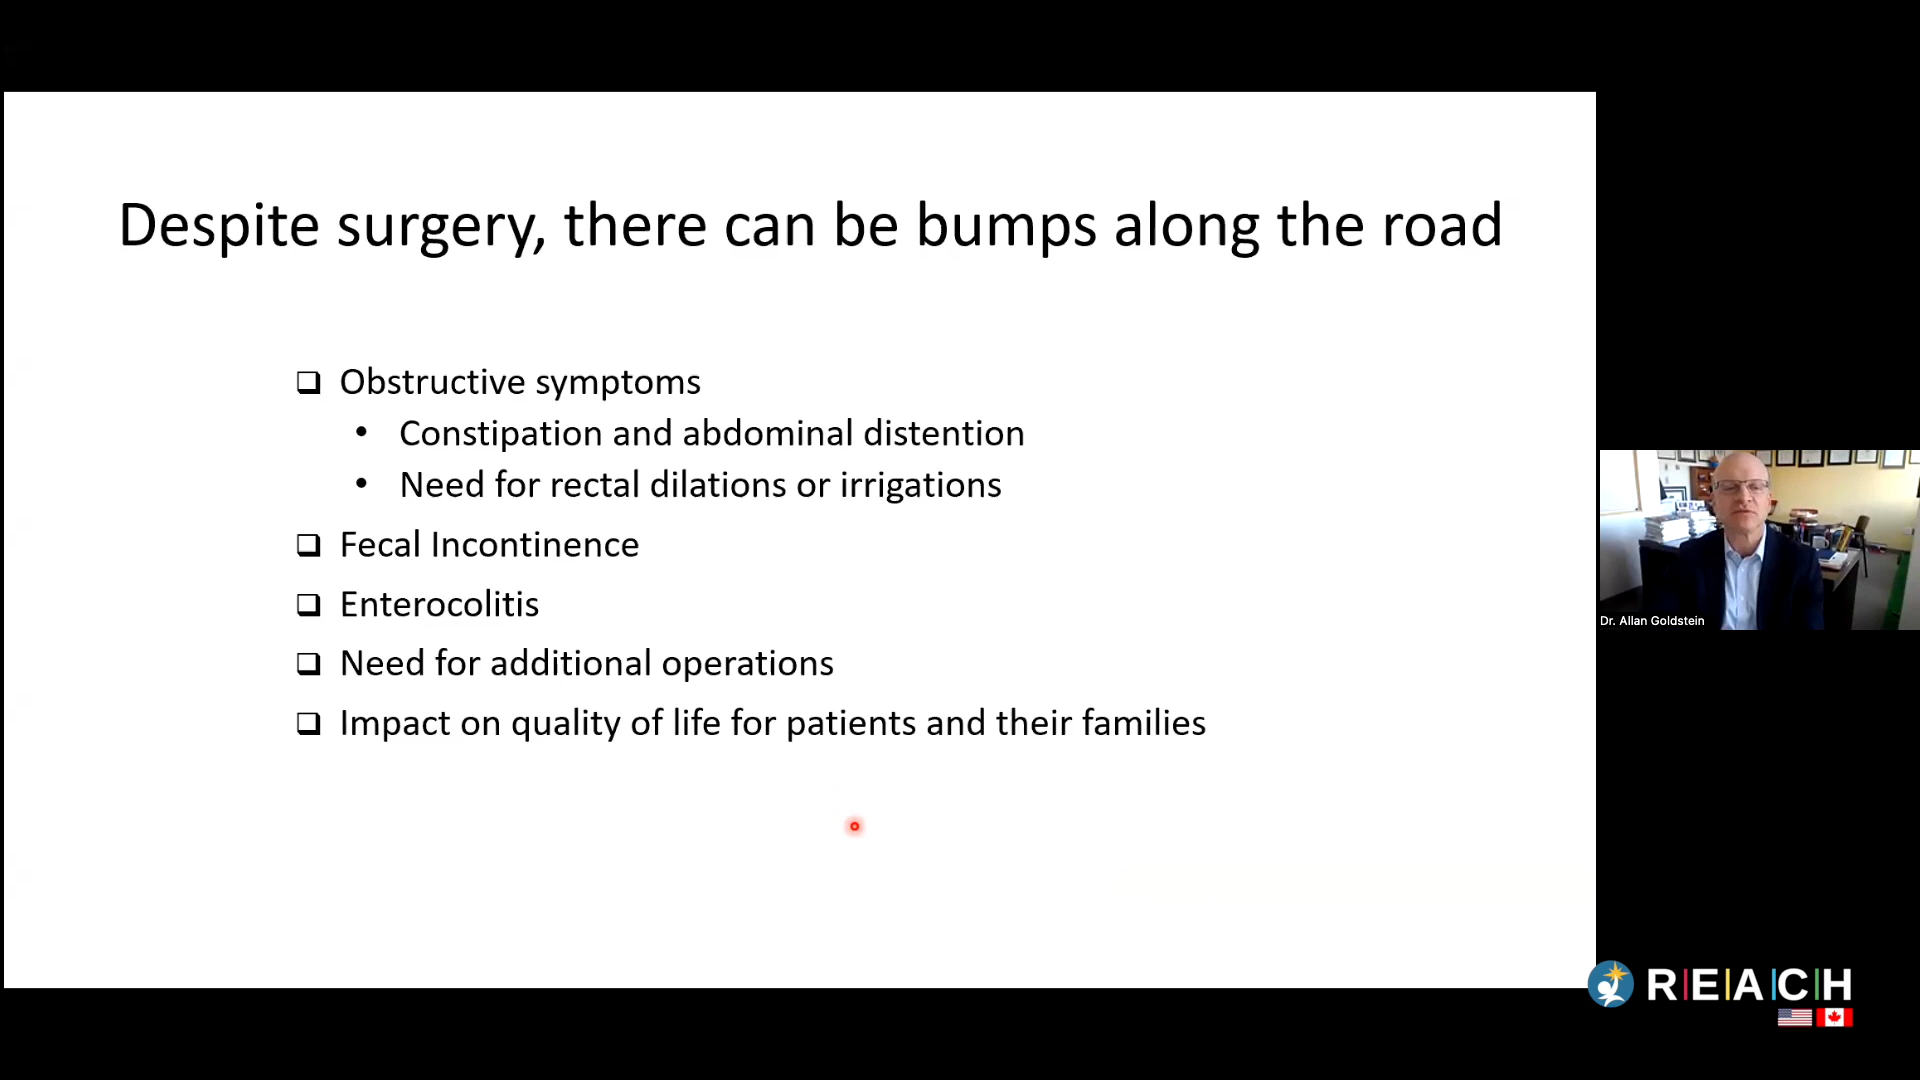 Despite surgery, there can be bumps along the road
❑ Obstructive symptoms
• Constipation and abdominal distention
• Need for rectal dilations or irrigations
❑ Fecal Incontinence
❑ Enterocolitis
❑ Need for additional operations
❑ Impact on quality of life for patients and their families
Dr. Allan Goldstein
R|E|A|C|H